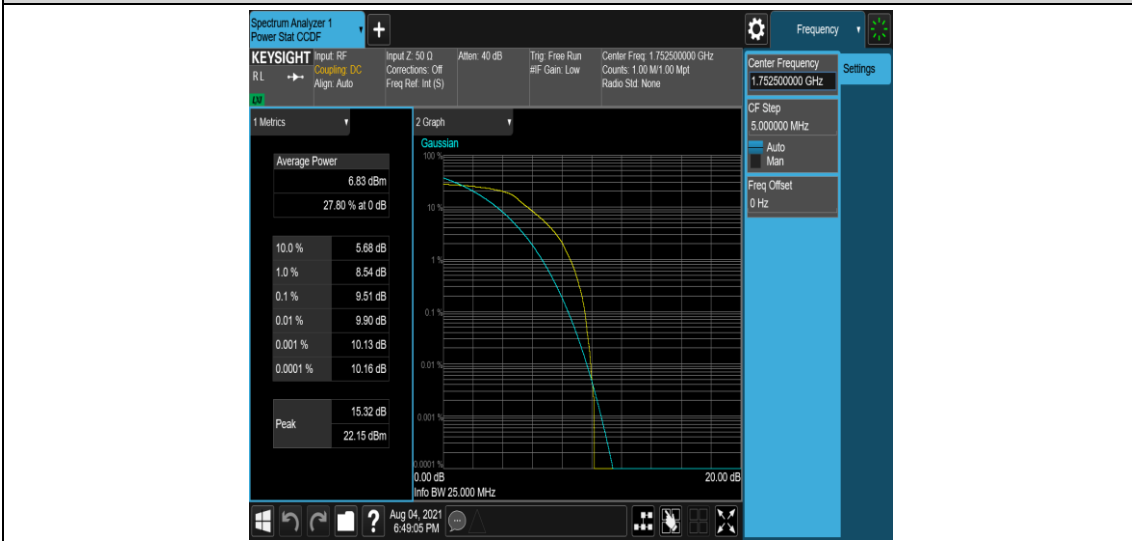 Spectrum Analyzer 1
Power Stat CCDF
+
Frequency
KEYSIGHT
R L
LXI
Input: RF
Coupling: DC
Align: Auto
Input Z: 50 Ω
Corrections: Off
Freq Ref: Int (S)
Atten: 40 dB
Trig: Free Run
#IF Gain: Low
Center Freq: 1.752500000 GHz
Counts: 1.00 M/1.00 Mpt
Radio Std: None
Center Frequency
1.752500000 GHz
Settings
CF Step
5.000000 MHz
Auto
Man
Freq Offset
0 Hz
1 Metrics
Average Power
6.83 dBm
27.80 % at 0 dB
10.0 % 5.68 dB
1.0 % 8.54 dB
0.1 % 9.51 dB
0.01 % 9.90 dB
0.001 % 10.13 dB
0.0001 % 10.16 dB
Peak
15.32 dB
22.15 dBm
2 Graph
Gaussian
100 %
10 %
1 %
0.1 %
0.01 %
0.001 %
0.0001 %
0.00 dB 20.00 dB
Info BW 25.000 MHz
?
Aug 04, 2021
6:49:05 PM